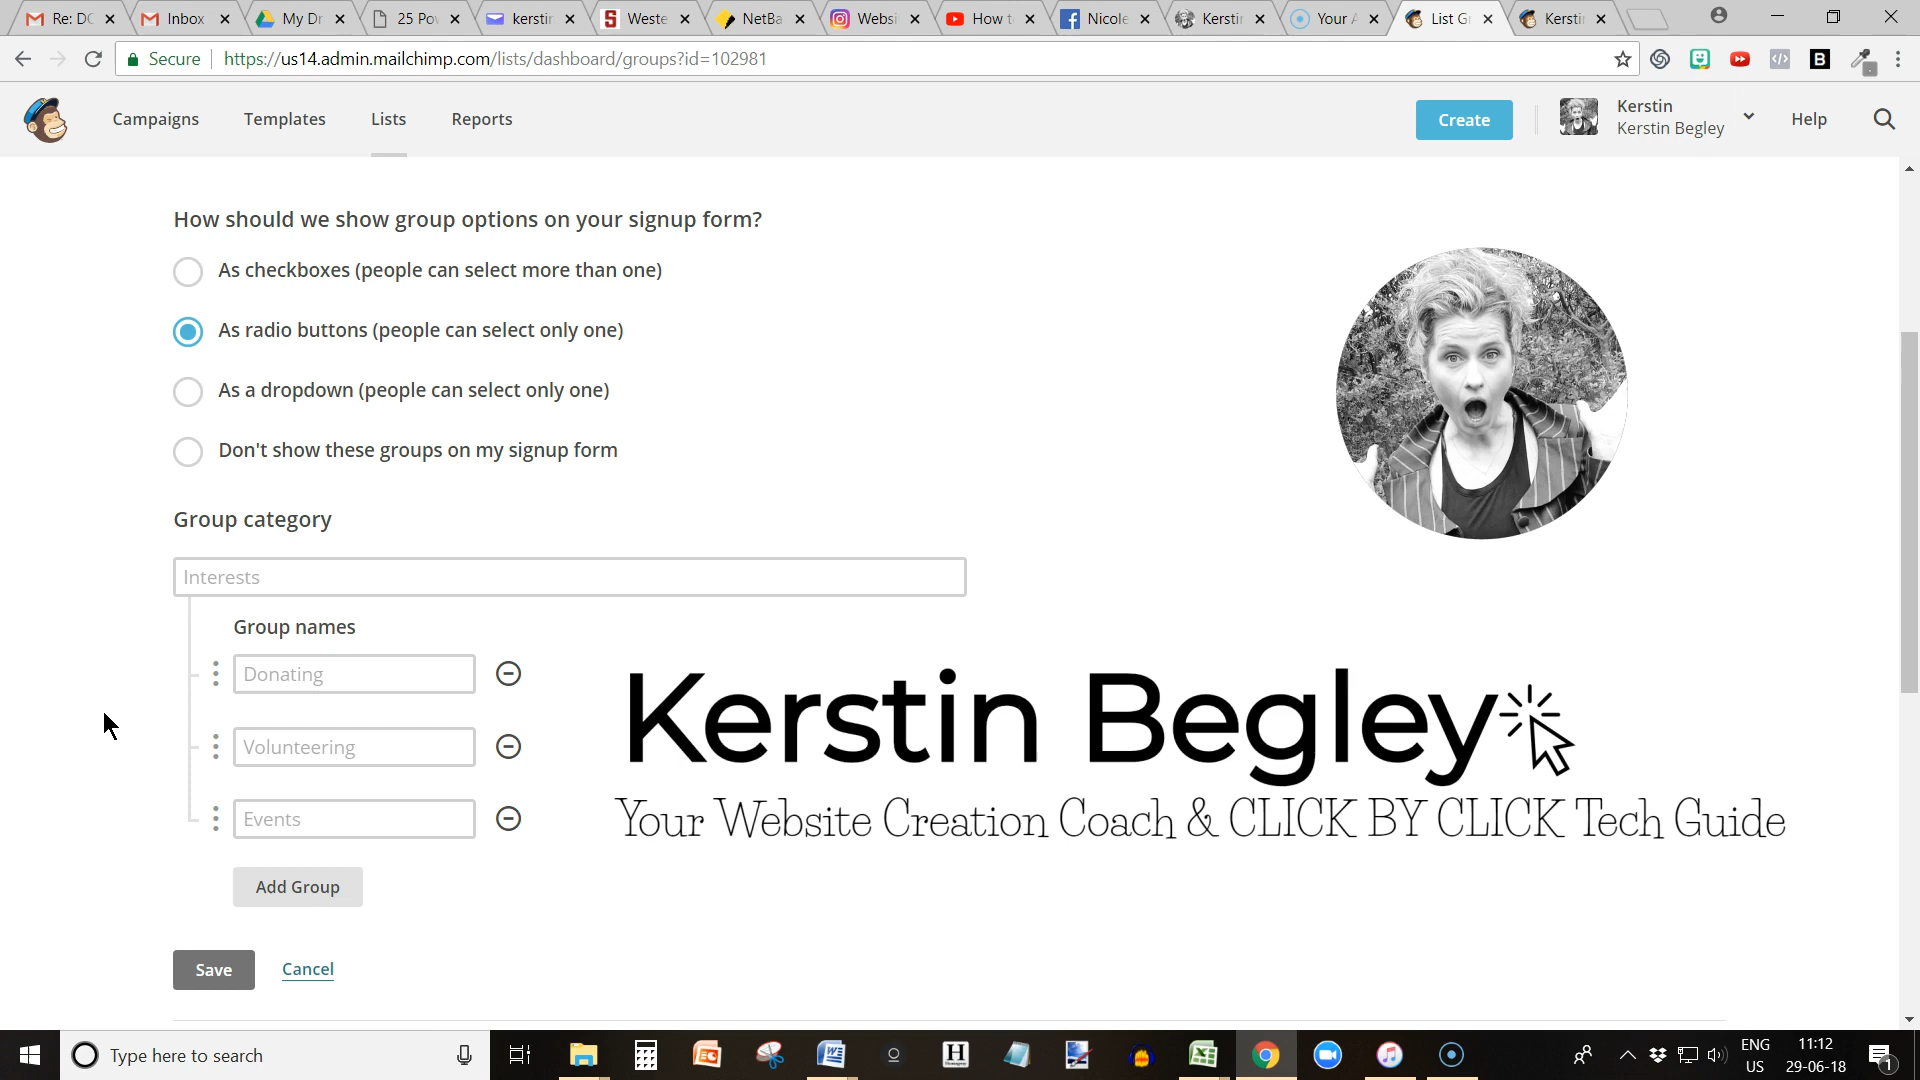 Re: DC
Inbox
My Dr
25 Po
kerstin
Weste
NetBa
Websi
How to
Nicole
Kerstin
Your A
List Gr
Kerstin
Secure
https://us14.admin.mailchimp.com/lists/dashboard/groups?id=102981
Campaigns
Templates
Lists
Reports
Create
Kerstin
Kerstin Begley
Help
How should we show group options on your signup form?
As checkboxes (people can select more than one)
As radio buttons (people can select only one)
As a dropdown (people can select only one)
Don't show these groups on my signup form
Group category
Interests
Group names
Donating
Volunteering
Events
Add Group
Save
Cancel
Kerstin Begley
Your Website Creation Coach & CLICK BY CLICK Tech Guide
Type here to search
ENG
US
11:12
29-06-18
1